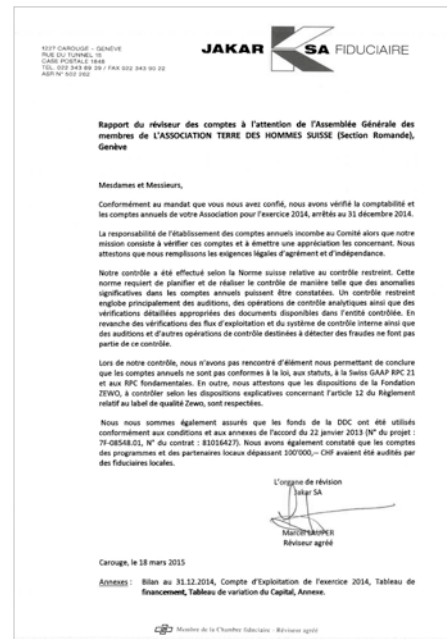 1227 CAROUGE - GENÈVE
RUE DU TUNNEL 15
CASE POSTALE 1848
TEL. 022 343 89 39 / FAX 022 343 90 22
ASR N° 502 262
JAKAR SA FIDUCIAIRE
Rapport du réviseur des comptes à l'attention de l'Assemblée Générale des
membres de L'ASSOCIATION TERRE DES HOMMES SUISSE (Section Romande),
Genève
Mesdames et Messieurs,
Conformément au mandat que vous nous avez confié, nous avons vérifié la comptabilité et
les comptes annuels de votre Association pour l'exercice 2014, arrêtés au 31 décembre 2014.
La responsabilité de l'établissement des comptes annuels incombe au Comité alors que notre
mission consiste à vérifier ces comptes et à émettre une appréciation les concernant. Nous
attestons que nous remplissons les exigences légales d'agrément et d'indépendance.
Notre contrôle a été effectué selon la Norme suisse relative au contrôle restreint. Cette
norme requiert de planifier et de réaliser le contrôle de manière telle que des anomalies
significatives dans les comptes annuels puissent être constatées. Un contrôle restreint
englobe principalement des auditions, des opérations de contrôle analytiques ainsi que des
vérifications détaillées appropriées des documents disponibles dans l'entité contrôlée. En
revanche des vérifications des flux d'exploitation et du système de contrôle interne ainsi que
des auditions et d'autres opérations de contrôle destinées à détecter des fraudes ne font pas
partie de ce contrôle.
Lors de notre contrôle, nous n'avons pas rencontré d'élément nous permettant de conclure
que les comptes annuels ne sont pas conformes à la loi, aux statuts, à la Swiss GAAP RPC 21
et aux RPC fondamentales. En outre, nous attestons que les dispositions de la Fondation
ZEWO, à contrôler selon les dispositions explicatives concernant l'article 12 du Règlement
relatif au label de qualité Zewo, sont respectées.
Nous nous sommes également assurés que les fonds de la DDC ont été utilisés
conformément aux conditions et aux annexes de l'accord du 22 janvier 2013 (N° du projet :
7F-08548.01, N° du contrat : 81016427). Nous avons également constaté que les comptes
des programmes et des partenaires locaux dépassant 100'000,-- CHF avaient été audités par
des fiduciaires locales.
L'organe de révision
Jakar SA
Marcel SAUPER
Réviseur agréé
Carouge, le 18 mars 2015
Annexes : Bilan au 31.12.2014, Compte d'Exploitation de l'exercice 2014, Tableau de
financement, Tableau de variation du Capital, Annexe.
Membre de la Chambre fiduciaire - Réviseur agréé